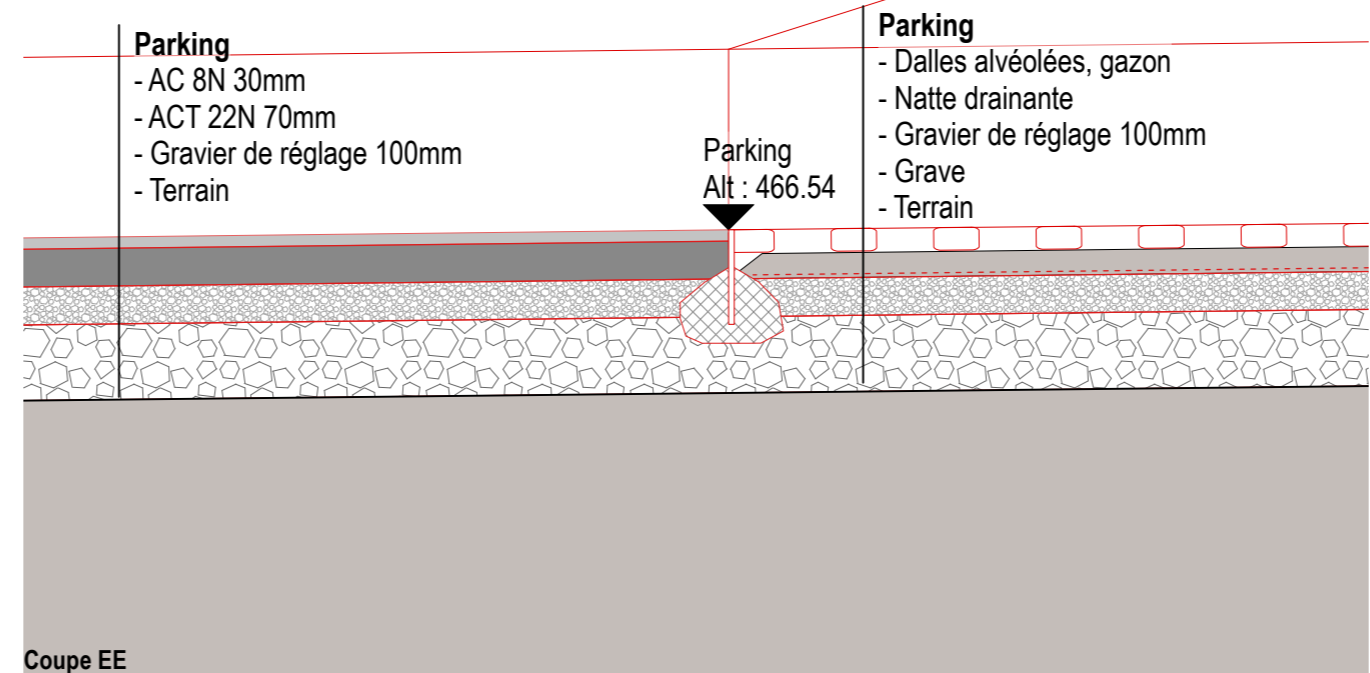 Parking
- AC 8N 30mm
- ACT 22N 70mm
- Gravier de réglage 100mm
- Terrain
Parking
Alt : 466.54
Parking
- Dalles alvéolées, gazon
- Natte drainante
- Gravier de réglage 100mm
- Grave
- Terrain
Coupe EE